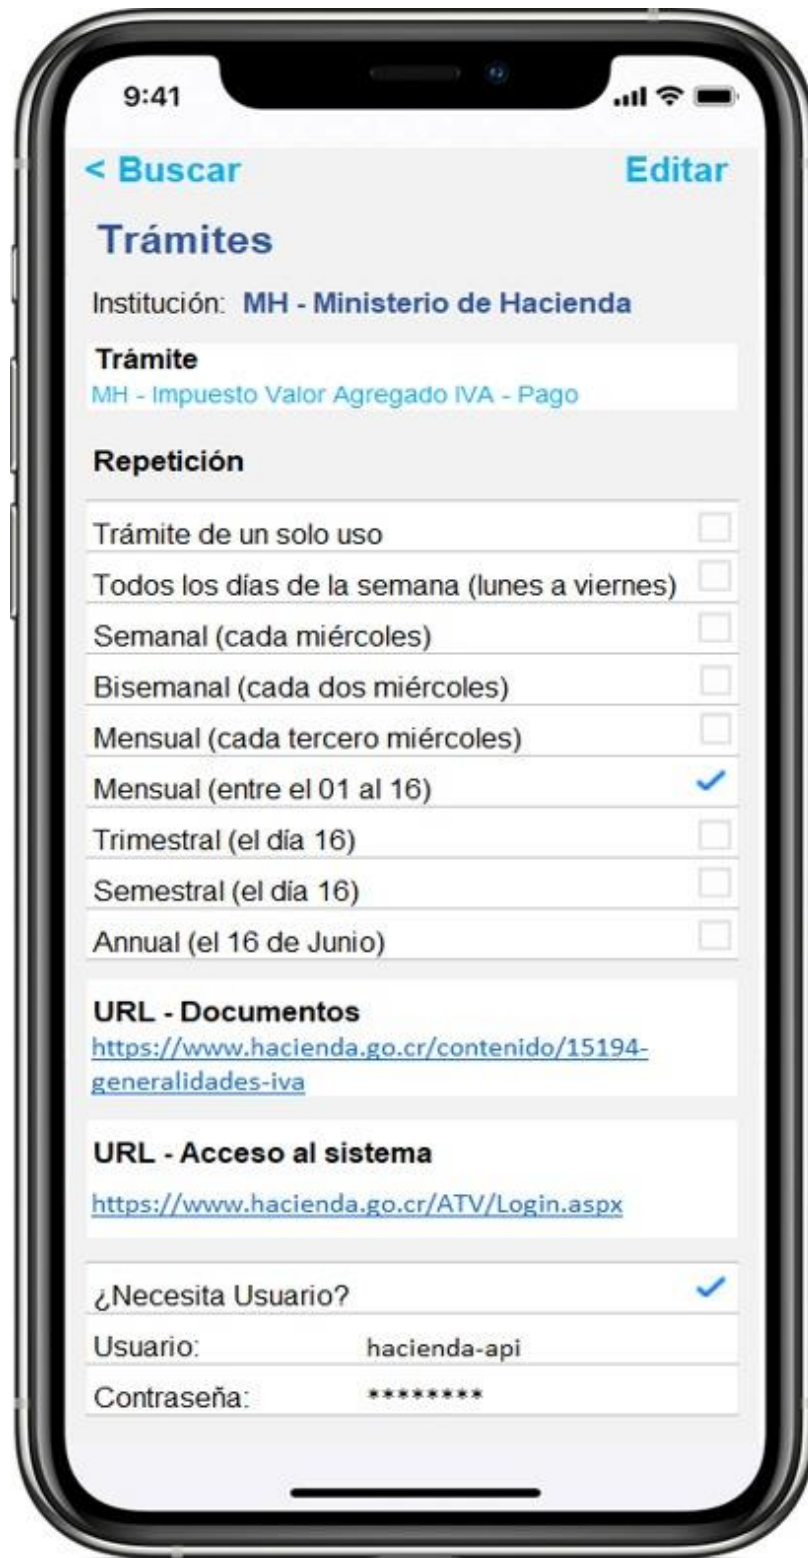 9:41
< Buscar Editar
Trámites
Institución: MH - Ministerio de Hacienda
Trámite
MH - Impuesto Valor Agregado IVA - Pago
Repetición
Trámite de un solo uso
Todos los días de la semana (lunes a viernes)
Semanal (cada miércoles)
Bisemanal (cada dos miércoles)
Mensual (cada tercero miércoles)
Mensual (entre el 01 al 16)
Trimestral (el día 16)
Semestral (el día 16)
Annual (el 16 de Junio)
URL - Documentos
https://www.hacienda.go.cr/contenido/15194-
generalidades-iva
URL - Acceso al sistema
https://www.hacienda.go.cr/ATV/Login.aspx
¿Necesita Usuario?
Usuario: hacienda-api
Contraseña: ********